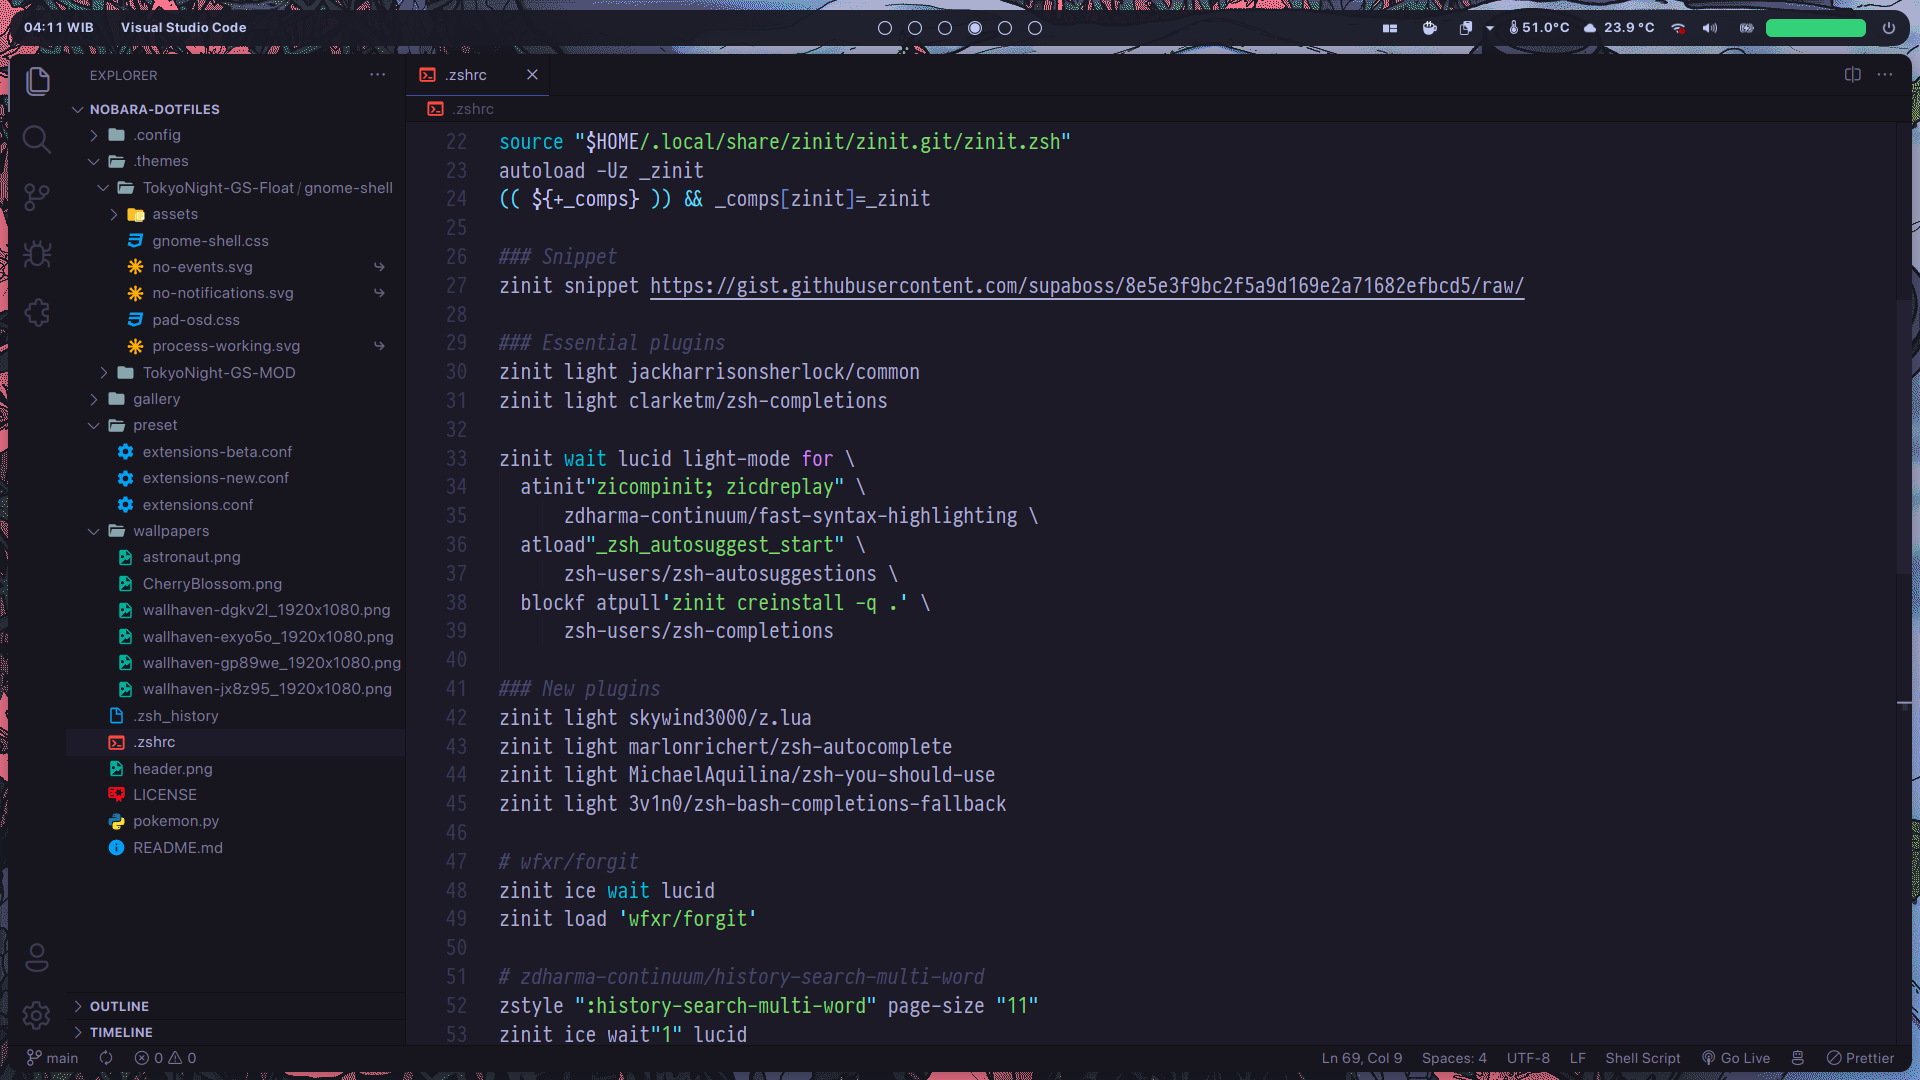 04:11 WIB Visual Studio Code 51.0°C 23.9 °C
EXPLORER
NOBARA-DOTFILES
.config
.themes
TokyoNight-GS-Float / gnome-shell
assets
gnome-shell.css
no-events.svg
no-notifications.svg
pad-osd.css
process-working.svg
TokyoNight-GS-MOD
gallery
preset
extensions-beta.conf
extensions-new.conf
extensions.conf
wallpapers
astronaut.png
CherryBlossom.png
wallhaven-dgkv2l_1920x1080.png
wallhaven-exyo5o_1920x1080.png
wallhaven-gp89we_1920x1080.png
wallhaven-jx8z95_1920x1080.png
.zsh_history
.zshrc
header.png
LICENSE
pokemon.py
README.md
OUTLINE
TIMELINE
.zshrc
.zshrc
22 source "$HOME/.local/share/zinit/zinit.git/zinit.zsh"
23 autoload -Uz _zinit
24 (( ${+_comps} )) && _comps[zinit]=_zinit
25
26 ### Snippet
27 zinit snippet https://gist.githubusercontent.com/supaboss/8e5e3f9bc2f5a9d169e2a71682efbcd5/raw/
28
29 ### Essential plugins
30 zinit light jackharrisonsherlock/common
31 zinit light clarketm/zsh-completions
32
33 zinit wait lucid light-mode for \
34 atinit"zicompinit; zicdreplay" \
35 zdharma-continuum/fast-syntax-highlighting \
36 atload"_zsh_autosuggest_start" \
37 zsh-users/zsh-autosuggestions \
38 blockf atpull'zinit creinstall -q .' \
39 zsh-users/zsh-completions
40
41 ### New plugins
42 zinit light skywind3000/z.lua
43 zinit light marlonrichert/zsh-autocomplete
44 zinit light MichaelAquilina/zsh-you-should-use
45 zinit light 3v1n0/zsh-bash-completions-fallback
46
47 # wfxr/forgit
48 zinit ice wait lucid
49 zinit load 'wfxr/forgit'
50
51 # zdharma-continuum/history-search-multi-word
52 zstyle ":history-search-multi-word" page-size "11"
53 zinit ice wait"1" lucid
main 0 0 Ln 69, Col 9 Spaces: 4 UTF-8 LF Shell Script Go Live Prettier